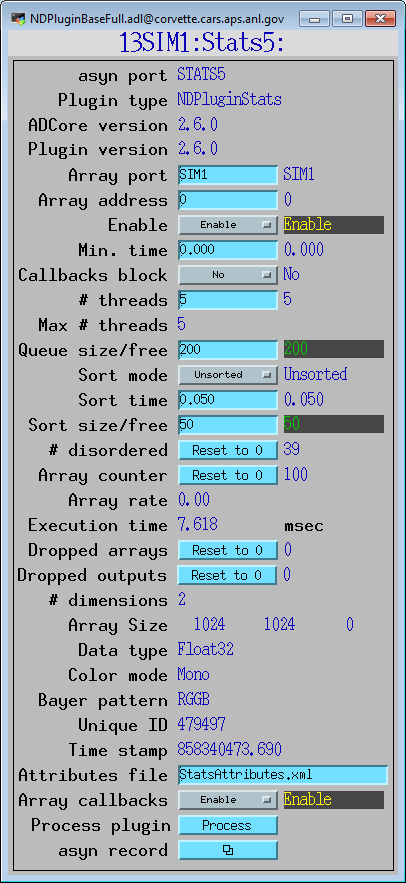 NDPluginBaseFull.adl@corvette.cars.aps.anl.gov
13SIM1:Stats5:
asyn port STATS5
Plugin type NDPluginStats
ADCore version 2.6.0
Plugin version 2.6.0
Array port SIM1 SIM1
Array address 0 0
Enable Enable Enable
Min. time 0.000 0.000
Callbacks block No No
# threads 5 5
Max # threads 5
Queue size/free 200 200
Sort mode Unsorted Unsorted
Sort time 0.050 0.050
Sort size/free 50 50
# disordered Reset to 0 39
Array counter Reset to 0 100
Array rate 0.00
Execution time 7.618 msec
Dropped arrays Reset to 0 0
Dropped outputs Reset to 0 0
# dimensions 2
Array Size 1024 1024 0
Data type Float32
Color mode Mono
Bayer pattern RGGB
Unique ID 479497
Time stamp 858340473.690
Attributes file StatsAttributes.xml
Array callbacks Enable Enable
Process plugin Process
asyn record